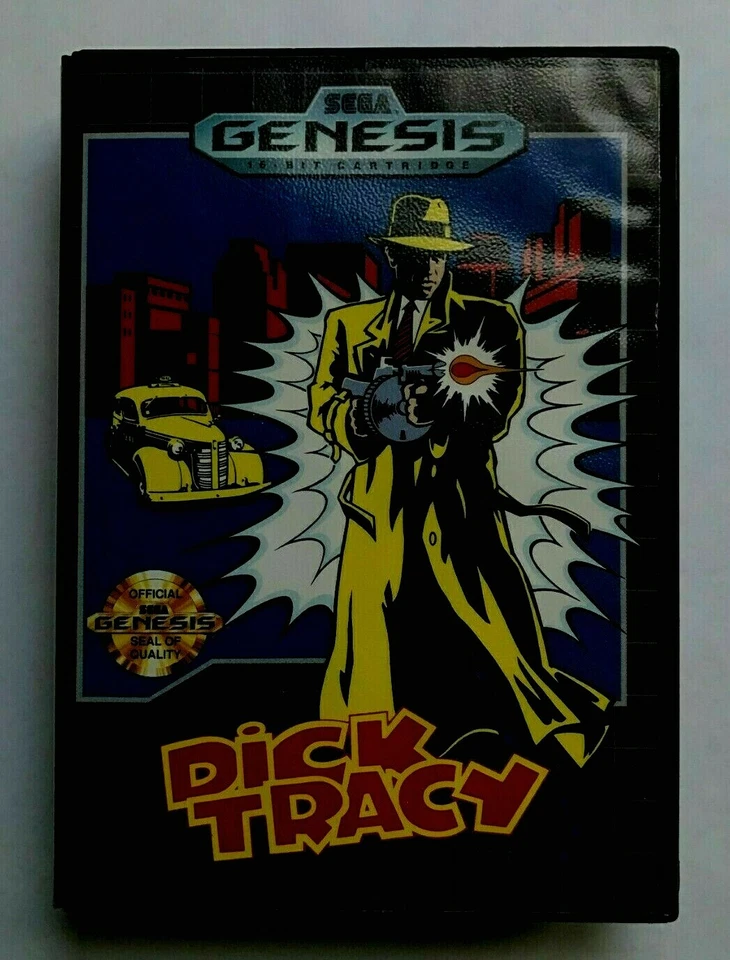 SEGA
GENESIS
16-BIT CARTRIDGE
OFFICIAL
SEGA
GENESIS
SEAL OF
QUALITY
DICK
TRACY